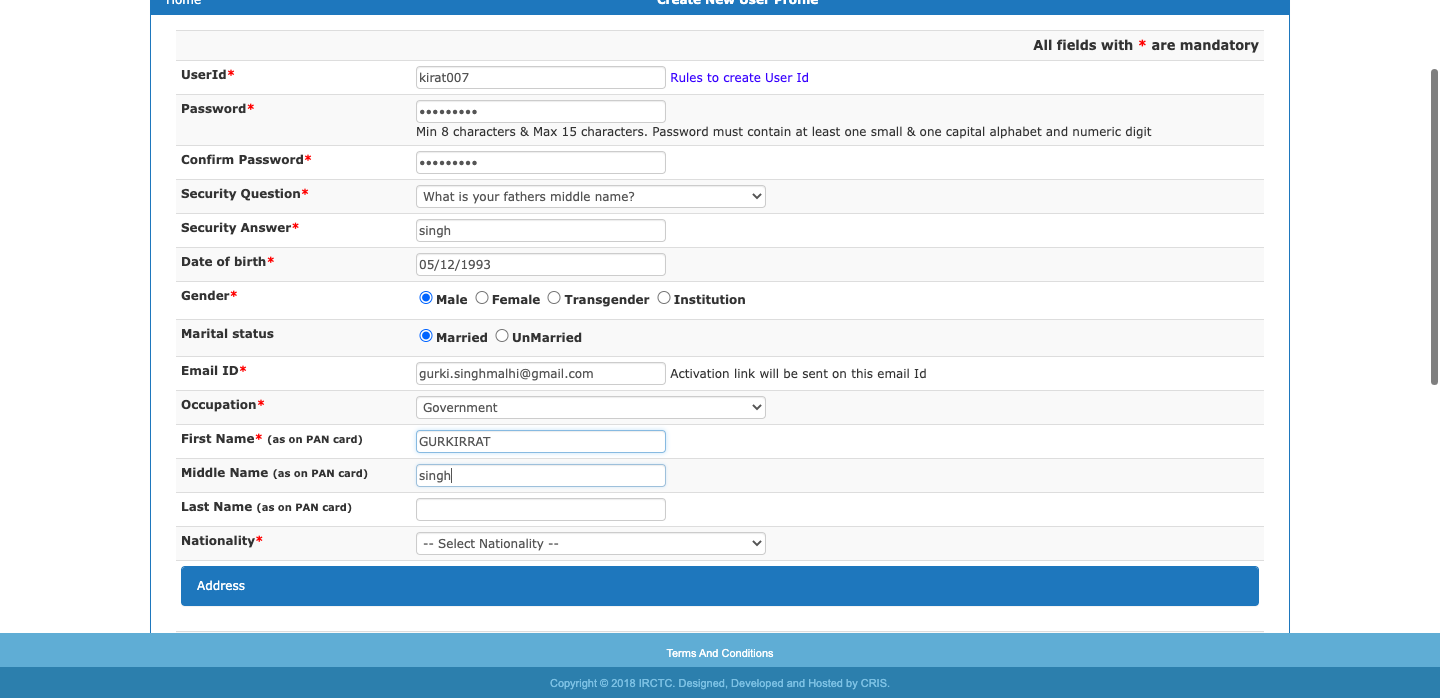 Home Create New User Profile
All fields with * are mandatory
UserId* kirat007 Rules to create User Id
Password* •••••••••
Min 8 characters & Max 15 characters. Password must contain at least one small & one capital alphabet and numeric digit
Confirm Password* •••••••••
Security Question* What is your fathers middle name?
Security Answer* singh
Date of birth* 05/12/1993
Gender* Male Female Transgender Institution
Marital status Married UnMarried
Email ID* gurki.singhmalhi@gmail.com Activation link will be sent on this email Id
Occupation* Government
First Name* (as on PAN card) GURKIRRAT
Middle Name (as on PAN card) singh
Last Name (as on PAN card)
Nationality* -- Select Nationality --
Address
Terms And Conditions
Copyright © 2018 IRCTC. Designed, Developed and Hosted by CRIS.